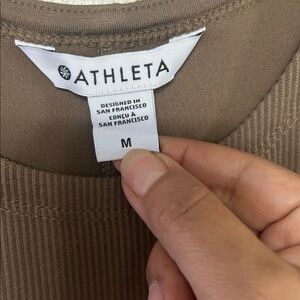 ATHLETA
DESIGNED IN
SAN FRANCISCO
CONÇU À
SAN FRANCISCO
M